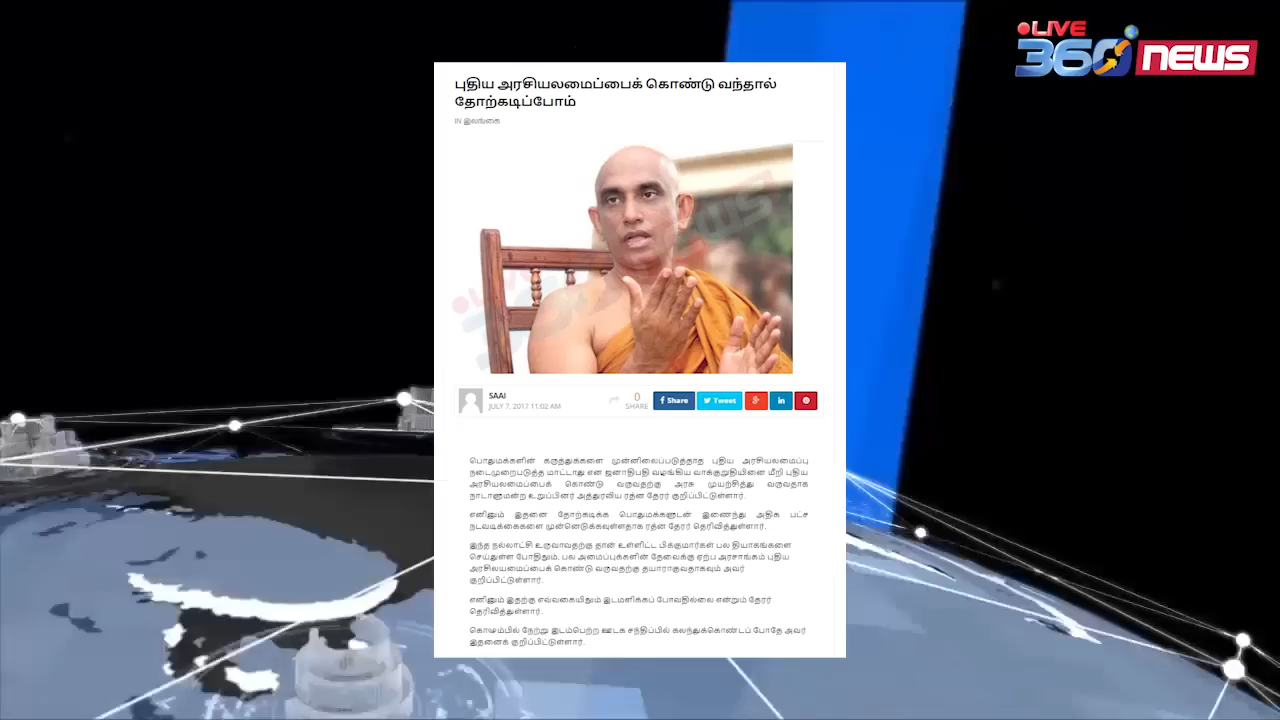 LIVE
360° NEWS
புதிய அரசியலமைப்பைக் கொண்டு வந்தால்
தோற்கடிப்போம்
IN இலங்கை
SAAI
JULY 7, 2017 11:02 AM
0
SHARE
Share
Tweet
பொதுமக்களின் கருத்துக்களை முன்னிலைப்படுத்தாத புதிய அரசியலமைப்பு
நடைமுறைபடுத்த மாட்டாது என ஜனாதிபதி வழங்கிய வாக்குறுதியினை மீறி புதிய
அரசியலமைப்பைக் கொண்டு வருவதற்கு அரசு முயற்சித்து வருவதாக
நாடாளுமன்ற உறுப்பினர் அத்துரலிய ரத்ன தேரர் குறிப்பிட்டுள்ளார்.
எனினும் இதனை தோற்கடிக்க பொதுமக்களுடன் இணைந்து அதிக பட்ச
நடவடிக்கைகளை முன்னெடுக்கவுள்ளதாக ரத்ன தேரர் தெரிவித்துள்ளார்.
இந்த நல்லாட்சி உருவாவதற்கு தான் உள்ளிட்ட பிக்குமார்கள் பல தியாகங்களை
செய்துள்ள போதிதும், பல அமைப்புக்களின் தேவைக்கு ஏற்ப அரசாங்கம் புதிய
அரசிலயமைப்பைக் கொண்டு வருவதற்கு தயாராகுவதாகவும் அவர்
குறிப்பிட்டுள்ளார்.
எனினும் இதற்கு எவ்வகையிதும் இடமளிக்கப் போவதில்லை என்றும் தேரர்
தெரிவித்துள்ளார்.
கொழும்பில் நேற்று இடம்பெற்ற ஊடக சந்திப்பில் கலந்துக்கொண்டப் போதே அவர்
இதனைக் குறிப்பிட்டுள்ளார்.